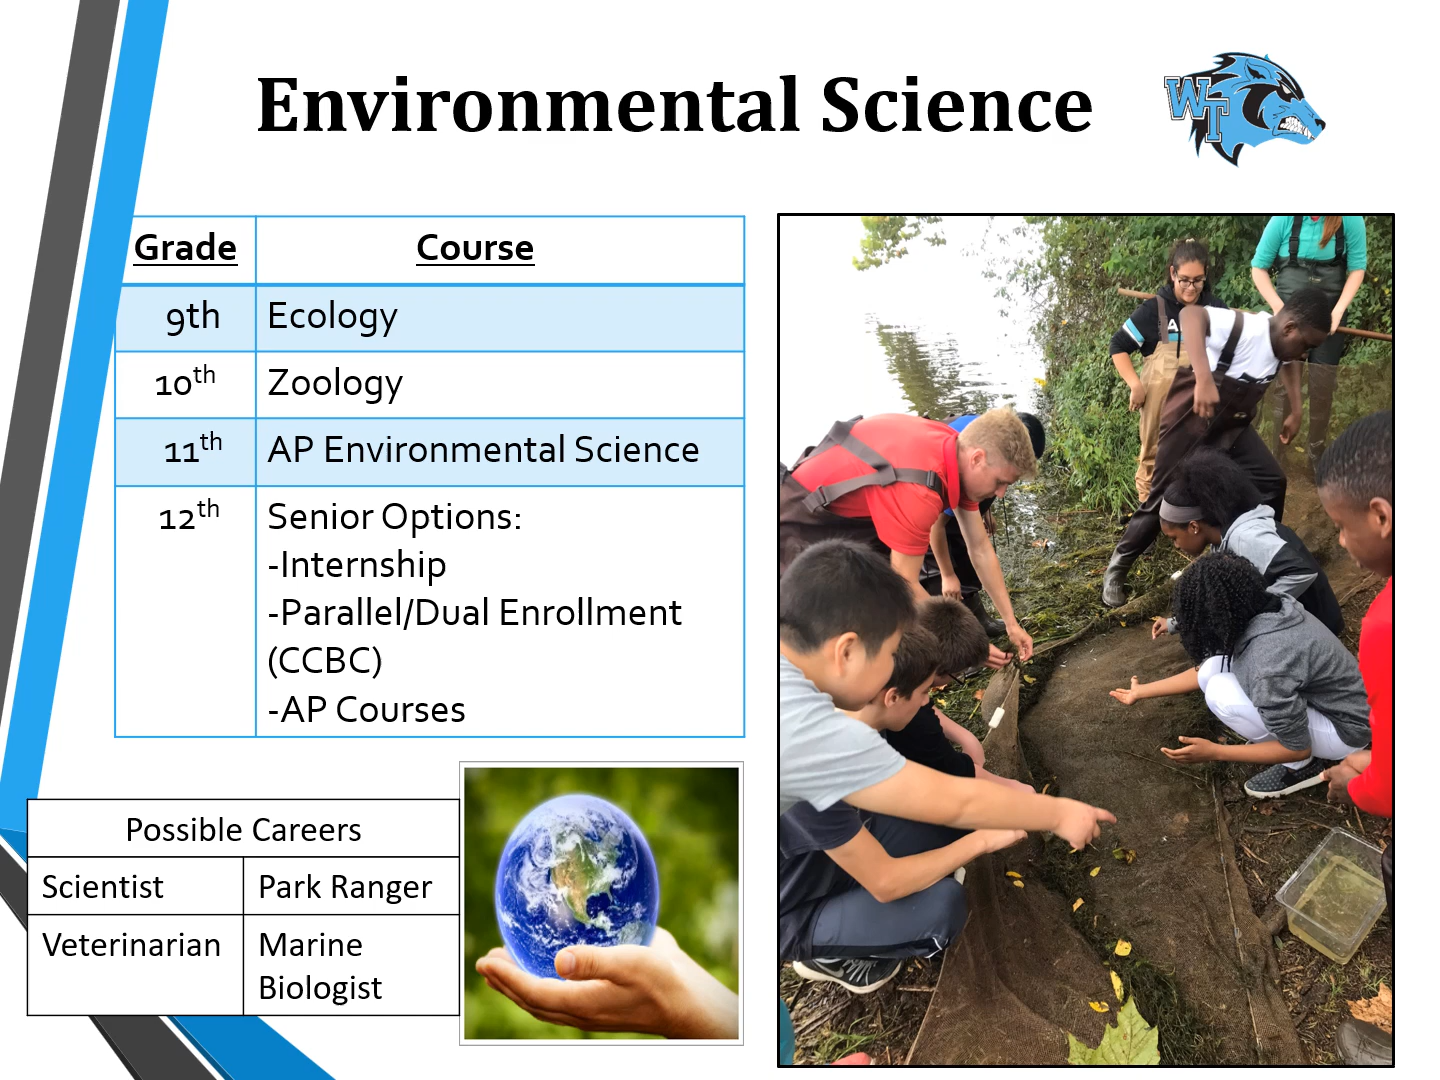 Environmental Science
WT
Grade Course
9th Ecology
10th Zoology
11th AP Environmental Science
12th Senior Options:
-Internship
-Parallel/Dual Enrollment
(CCBC)
-AP Courses
Possible Careers
Scientist Park Ranger
Veterinarian Marine
Biologist